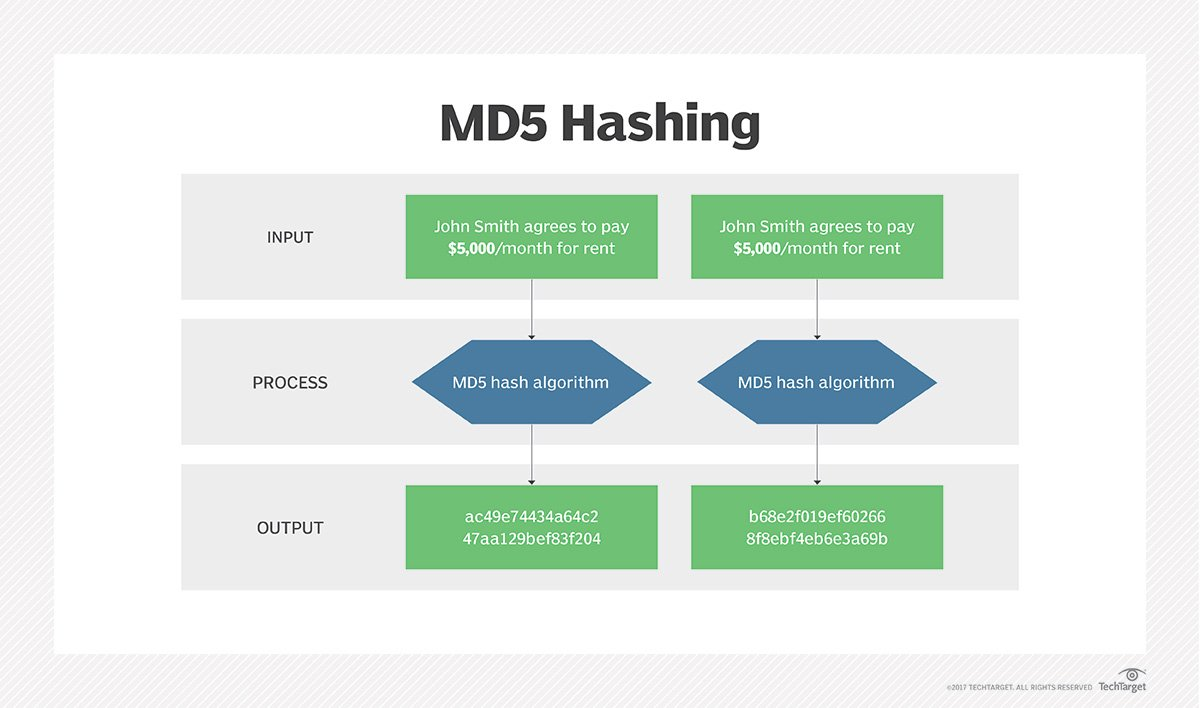 MD5 Hashing
INPUT
John Smith agrees to pay
$5,000/month for rent
John Smith agrees to pay
$5,000/month for rent
PROCESS
MD5 hash algorithm
MD5 hash algorithm
OUTPUT
ac49e74434a64c2
47aa129bef83f204
b68e2f019ef60266
8f8ebf4eb6e3a69b
©2017 TECHTARGET. ALL RIGHTS RESERVED
TechTarget